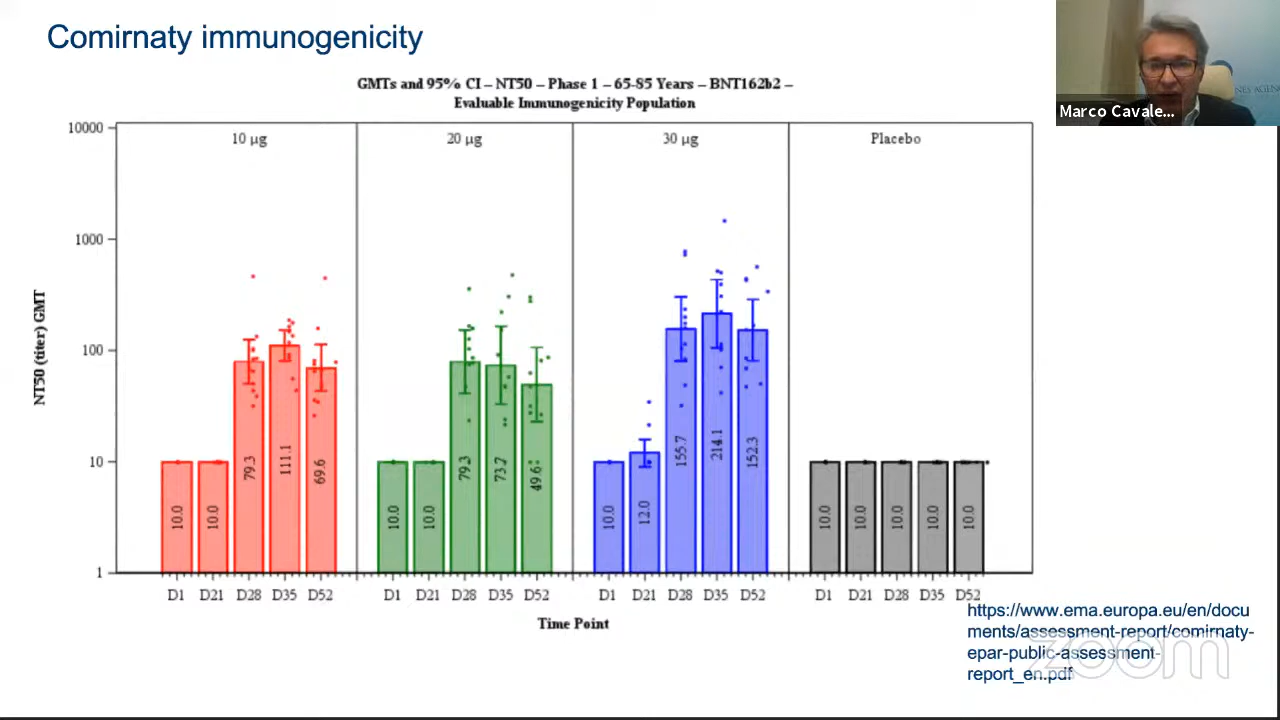 Comirnaty immunogenicity
GMTs and 95% CI – NT50 – Phase 1 – 65-85 Years – BNT162b2 –
Evaluable Immunogenicity Population
Marco Cavale...
NES AGEN
10 µg
20 µg
30 µg
Placebo
10000
1000
100
10
1
NT50 (titer) GMT
10.0
10.0
79.3
111.1
69.6
10.0
10.0
79.3
73.7
49.6
10.0
12.0
155.7
214.1
152.3
10.0
10.0
10.0
10.0
10.0
D1 D21 D28 D35 D52
D1 D21 D28 D35 D52
D1 D21 D28 D35 D52
D1 D21 D28 D35 D52
Time Point
https://www.ema.europa.eu/en/docu
ments/assessment-report/comirnaty-
epar-public-assessment-
report_en.pdf
zoom